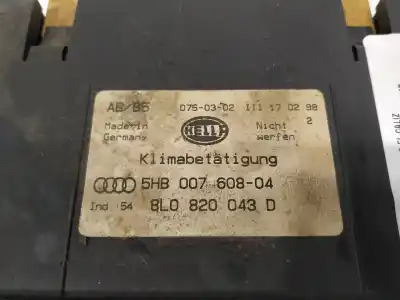 AB/B5 D75-03-02 III 17 02 98
Made in HELLA Nicht 2
Germany werfen
Klimabetätigung
5HB 007 608-04
Ind 54 8L0 820 043 D